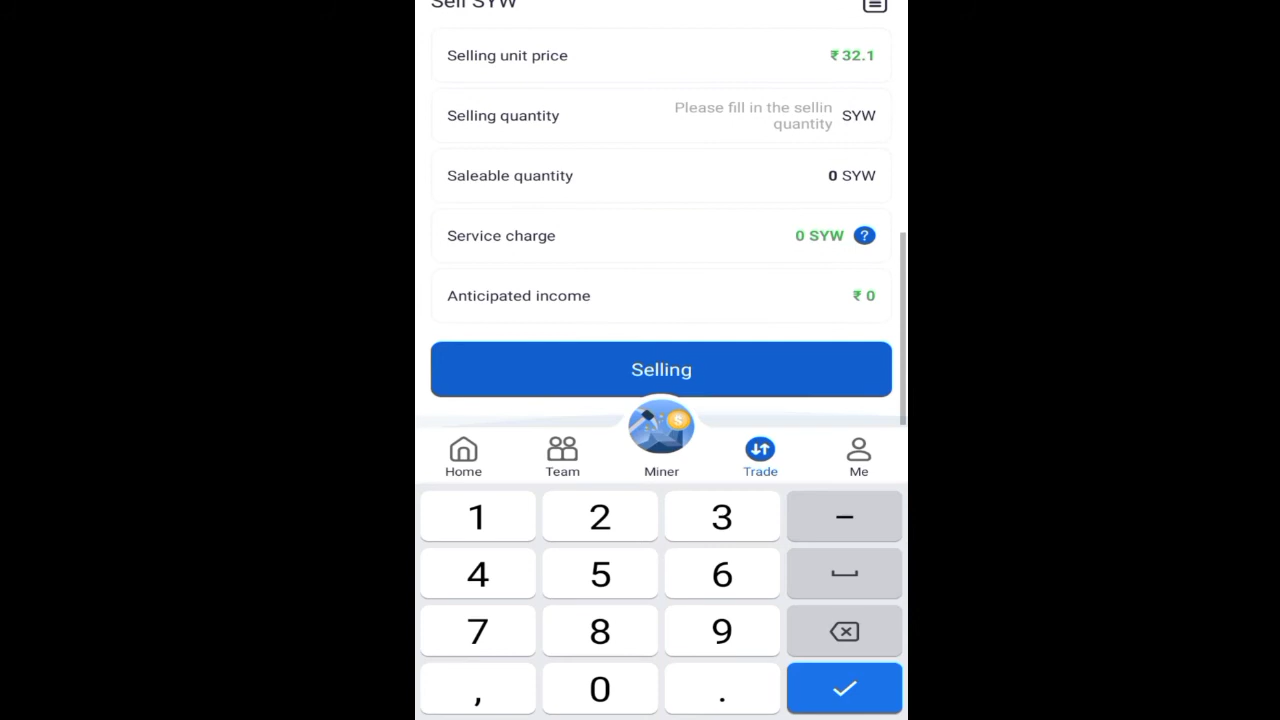 Sell SYW
Selling unit price ₹ 32.1
Selling quantity Please fill in the sellin
quantity SYW
Saleable quantity 0 SYW
Service charge 0 SYW ?
Anticipated income ₹ 0
Selling
$
Home Team Miner Trade Me
1 2 3 –
4 5 6
7 8 9
, 0 .